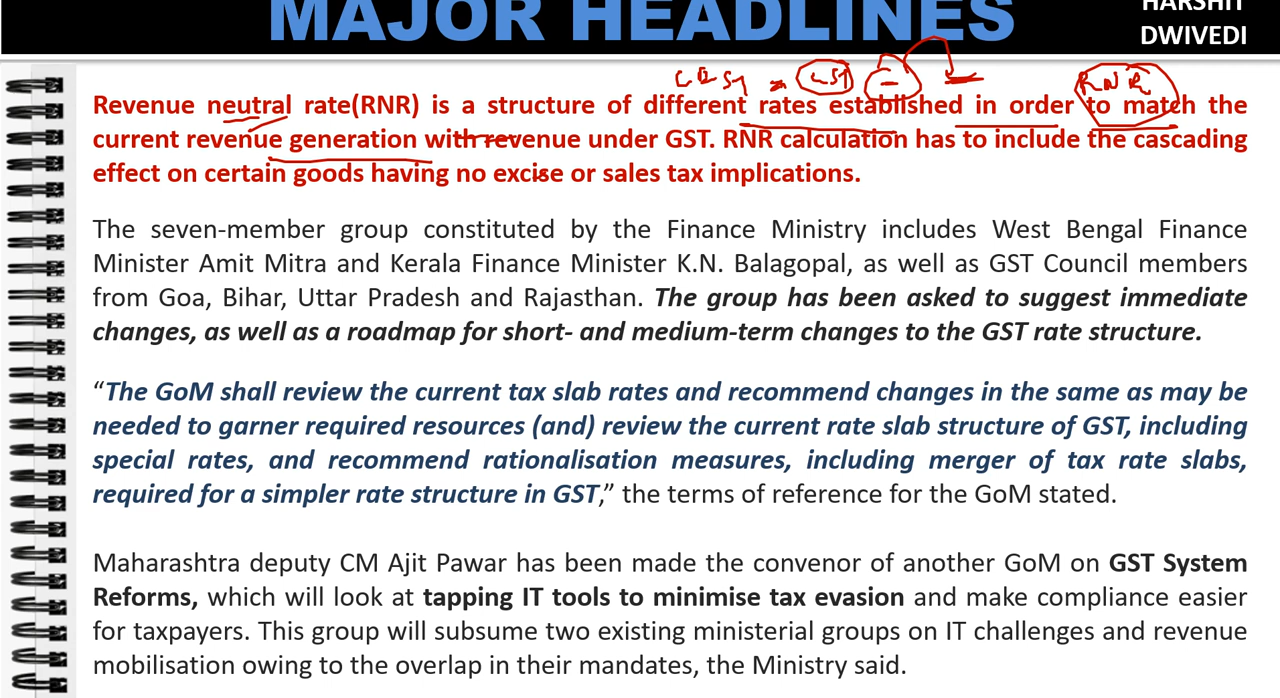 MAJOR HEADLINES
HARSHIT
DWIVEDI
RNR
Revenue neutral rate(RNR) is a structure of different rates established in order to match the
current revenue generation with revenue under GST. RNR calculation has to include the cascading
effect on certain goods having no excise or sales tax implications.
The seven-member group constituted by the Finance Ministry includes West Bengal Finance
Minister Amit Mitra and Kerala Finance Minister K.N. Balagopal, as well as GST Council members
from Goa, Bihar, Uttar Pradesh and Rajasthan. The group has been asked to suggest immediate
changes, as well as a roadmap for short- and medium-term changes to the GST rate structure.
“The GoM shall review the current tax slab rates and recommend changes in the same as may be
needed to garner required resources (and) review the current rate slab structure of GST, including
special rates, and recommend rationalisation measures, including merger of tax rate slabs,
required for a simpler rate structure in GST,” the terms of reference for the GoM stated.
Maharashtra deputy CM Ajit Pawar has been made the convenor of another GoM on GST System
Reforms, which will look at tapping IT tools to minimise tax evasion and make compliance easier
for taxpayers. This group will subsume two existing ministerial groups on IT challenges and revenue
mobilisation owing to the overlap in their mandates, the Ministry said.